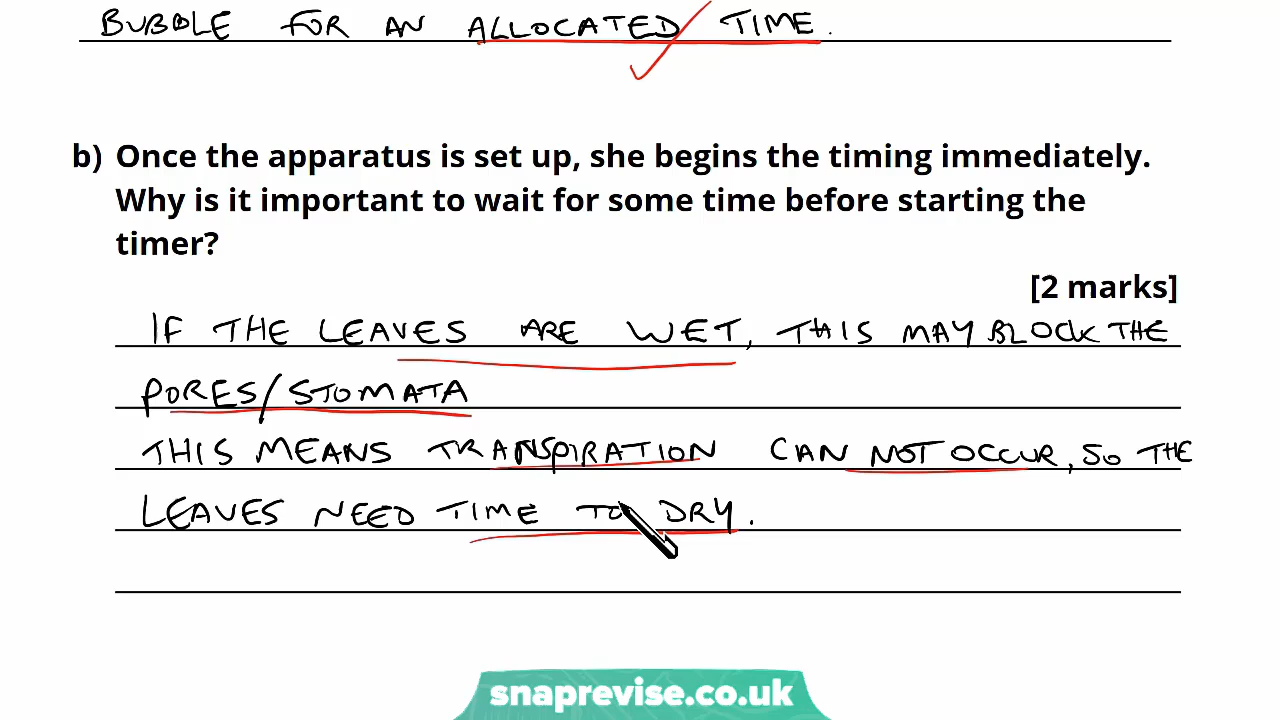 BUBBLE FOR AN ALLOCATED TIME.
b) Once the apparatus is set up, she begins the timing immediately.
Why is it important to wait for some time before starting the
timer?
[2 marks]
IF THE LEAVES ARE WET, THIS MAY BLOCK THE
PORES/STOMATA
THIS MEANS TRANSPIRATION CAN NOT OCCUR, SO THE
LEAVES NEED TIME TO DRY.
snaprevise.co.uk